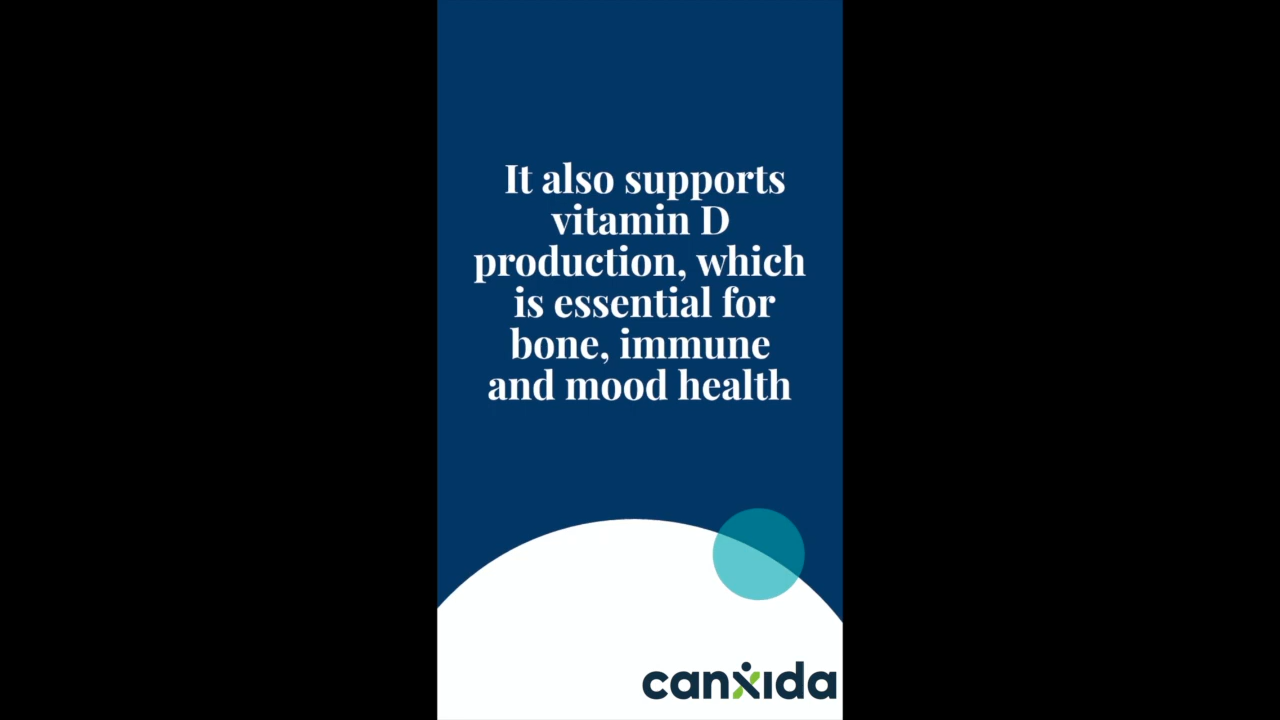 It also supports
vitamin D
production, which
is essential for
bone, immune
and mood health
canxida